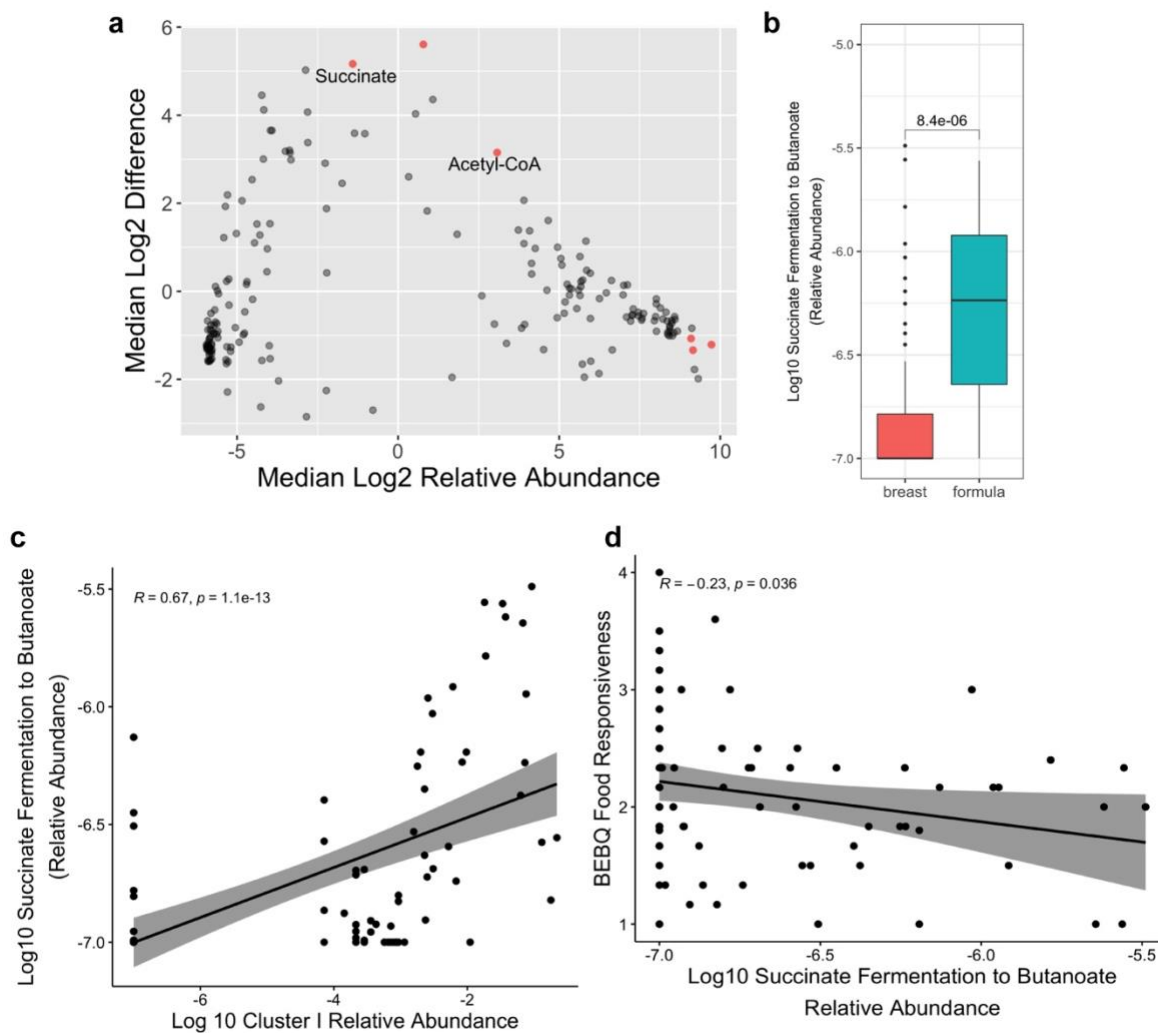 a
6
4
2
0
-2
Median Log2 Difference
Succinate
Acetyl-CoA
-5
0
5
10
Median Log2 Relative Abundance
b
-5.0
-5.5
-6.0
-6.5
-7.0
Log10 Succinate Fermentation to Butanoate
(Relative Abundance)
8.4e-06
breast
formula
c
-5.5
-6.0
-6.5
-7.0
Log10 Succinate Fermentation to Butanoate
(Relative Abundance)
R = 0.67, p = 1.1e-13
-6
-4
-2
Log 10 Cluster I Relative Abundance
d
4
3
2
1
BEBQ Food Responsiveness
R = −0.23, p = 0.036
-7.0
-6.5
-6.0
-5.5
Log10 Succinate Fermentation to Butanoate
Relative Abundance